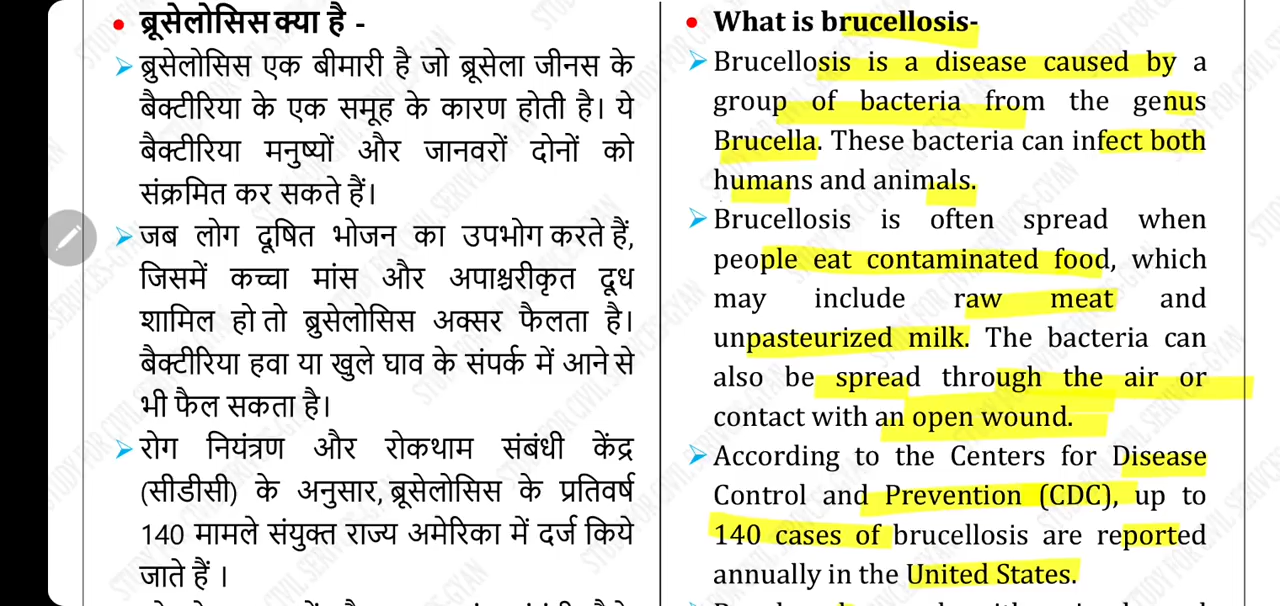 ब्रूसेलोसिस क्या है -
ब्रुसेलोसिस एक बीमारी है जो ब्रूसेला जीनस के
बैक्टीरिया के एक समूह के कारण होती है। ये
बैक्टीरिया मनुष्यों और जानवरों दोनों को
संक्रमित कर सकते हैं।
जब लोग दूषित भोजन का उपभोग करते हैं,
जिसमें कच्चा मांस और अपाश्चरीकृत दूध
शामिल हो तो ब्रुसेलोसिस अक्सर फैलता है।
बैक्टीरिया हवा या खुले घाव के संपर्क में आने से
भी फैल सकता है।
रोग नियंत्रण और रोकथाम संबंधी केंद्र
(सीडीसी) के अनुसार, ब्रूसेलोसिस के प्रतिवर्ष
140 मामले संयुक्त राज्य अमेरिका में दर्ज किये
जाते हैं ।
What is brucellosis-
Brucellosis is a disease caused by a
group of bacteria from the genus
Brucella. These bacteria can infect both
humans and animals.
Brucellosis is often spread when
people eat contaminated food, which
may include raw meat and
unpasteurized milk. The bacteria can
also be spread through the air or
contact with an open wound.
According to the Centers for Disease
Control and Prevention (CDC), up to
140 cases of brucellosis are reported
annually in the United States.